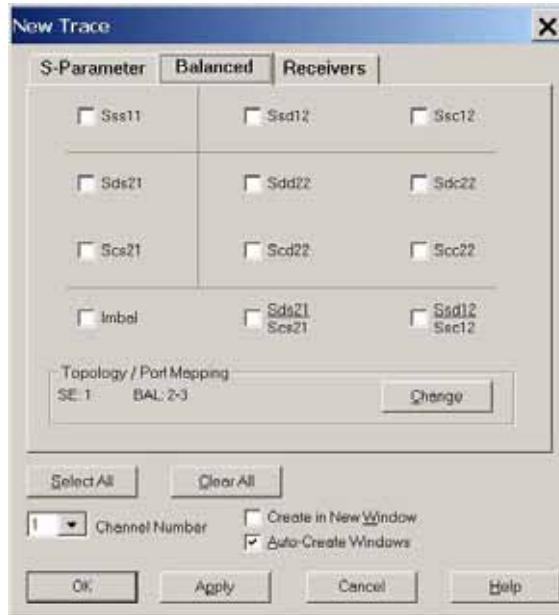 New Trace
S-Parameter Balanced Receivers
Sss11 Ssd12 Ssc12
Sds21 Sdd22 Sdc22
Scs21 Scd22 Scc22
Imbal Sds21 Ssd12
Scs21 Ssc12
Topology / Port Mapping
SE: 1 BAL: 2-3 Change
Select All Clear All
1 Channel Number
Create in New Window
Auto-Create Windows
OK Apply Cancel Help